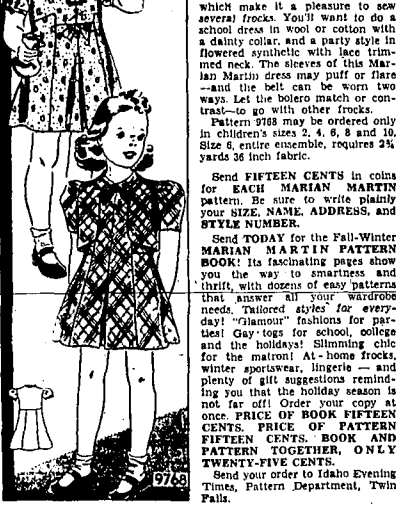 which make it a pleasure to sew
several frocks. You'll want to do a
school dress in wool or cotton with
a dainty collar, and a party style in
flowered synthetic with lace trim-
med neck. The sleeves of this Mar-
ian Martin dress may puff or flare
—and the belt can be worn two
ways. Let the bolero match or con-
trast—to go with other frocks.
Pattern 9768 may be ordered only
in children's sizes 2, 4, 6, 8 and 10.
Size 6, entire ensemble, requires 2¾
yards 36 inch fabric.
Send FIFTEEN CENTS in coins
for EACH MARIAN MARTIN
pattern. Be sure to write plainly
your SIZE, NAME, ADDRESS, and
STYLE NUMBER.
Send TODAY for the Fall-Winter
MARIAN MARTIN PATTERN
BOOK! Its fascinating pages show
you the way to smartness and
thrift, with dozens of easy patterns
that answer all your wardrobe
needs. Tailored styles for every-
day! "Glamour" fashions for par-
ties! Gay togs for school, college
and the holidays! Slimming chic
for the matron! At-home frocks,
winter sportswear, lingerie — and
plenty of gift suggestions remind-
ing you that the holiday season is
not far off! Order your copy at
once. PRICE OF BOOK FIFTEEN
CENTS. PRICE OF PATTERN
FIFTEEN CENTS. BOOK AND
PATTERN TOGETHER, ONLY
TWENTY-FIVE CENTS.
Send your order to Idaho Evening
Times, Pattern Department, Twin
Falls.
9768